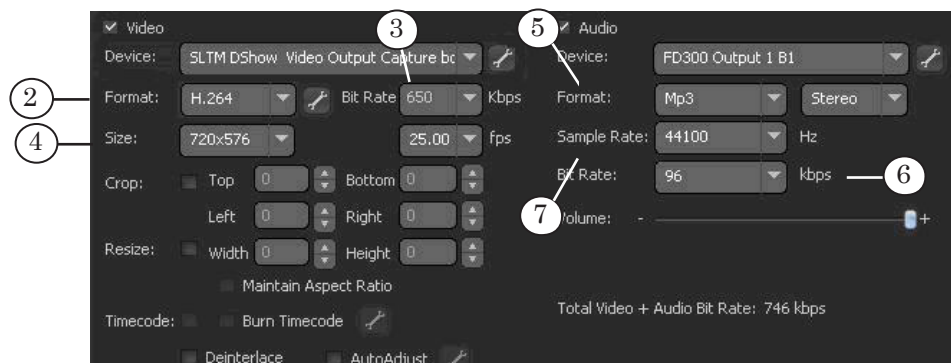 Video
Device: SLTM DShow Video Output Capture bc
2 Format: H.264 3 Bit Rate 650 Kbps
4 Size: 720x576 25.00 fps
Crop: Top 0 Bottom 0
Left 0 Right 0
Resize: Width 0 Height 0
Maintain Aspect Ratio
Timecode: Burn Timecode
Deinterlace AutoAdjust
Audio
Device: FD300 Output 1 B1
5 Format: Mp3 Stereo
7 Sample Rate: 44100 Hz
Bit Rate: 96 kbps 6
Volume: - +
Total Video + Audio Bit Rate: 746 kbps